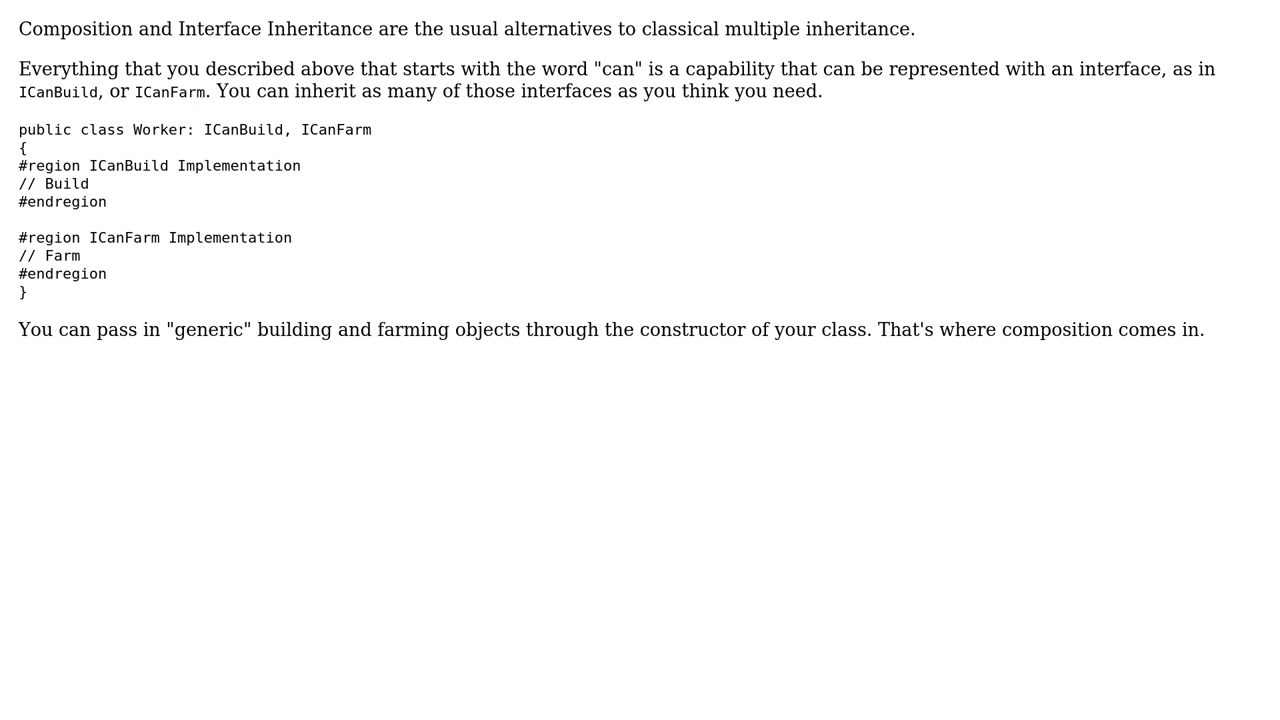 Composition and Interface Inheritance are the usual alternatives to classical multiple inheritance.
Everything that you described above that starts with the word "can" is a capability that can be represented with an interface, as in
ICanBuild, or ICanFarm. You can inherit as many of those interfaces as you think you need.
public class Worker: ICanBuild, ICanFarm
{
#region ICanBuild Implementation
// Build
#endregion
#region ICanFarm Implementation
// Farm
#endregion
}
You can pass in "generic" building and farming objects through the constructor of your class. That's where composition comes in.